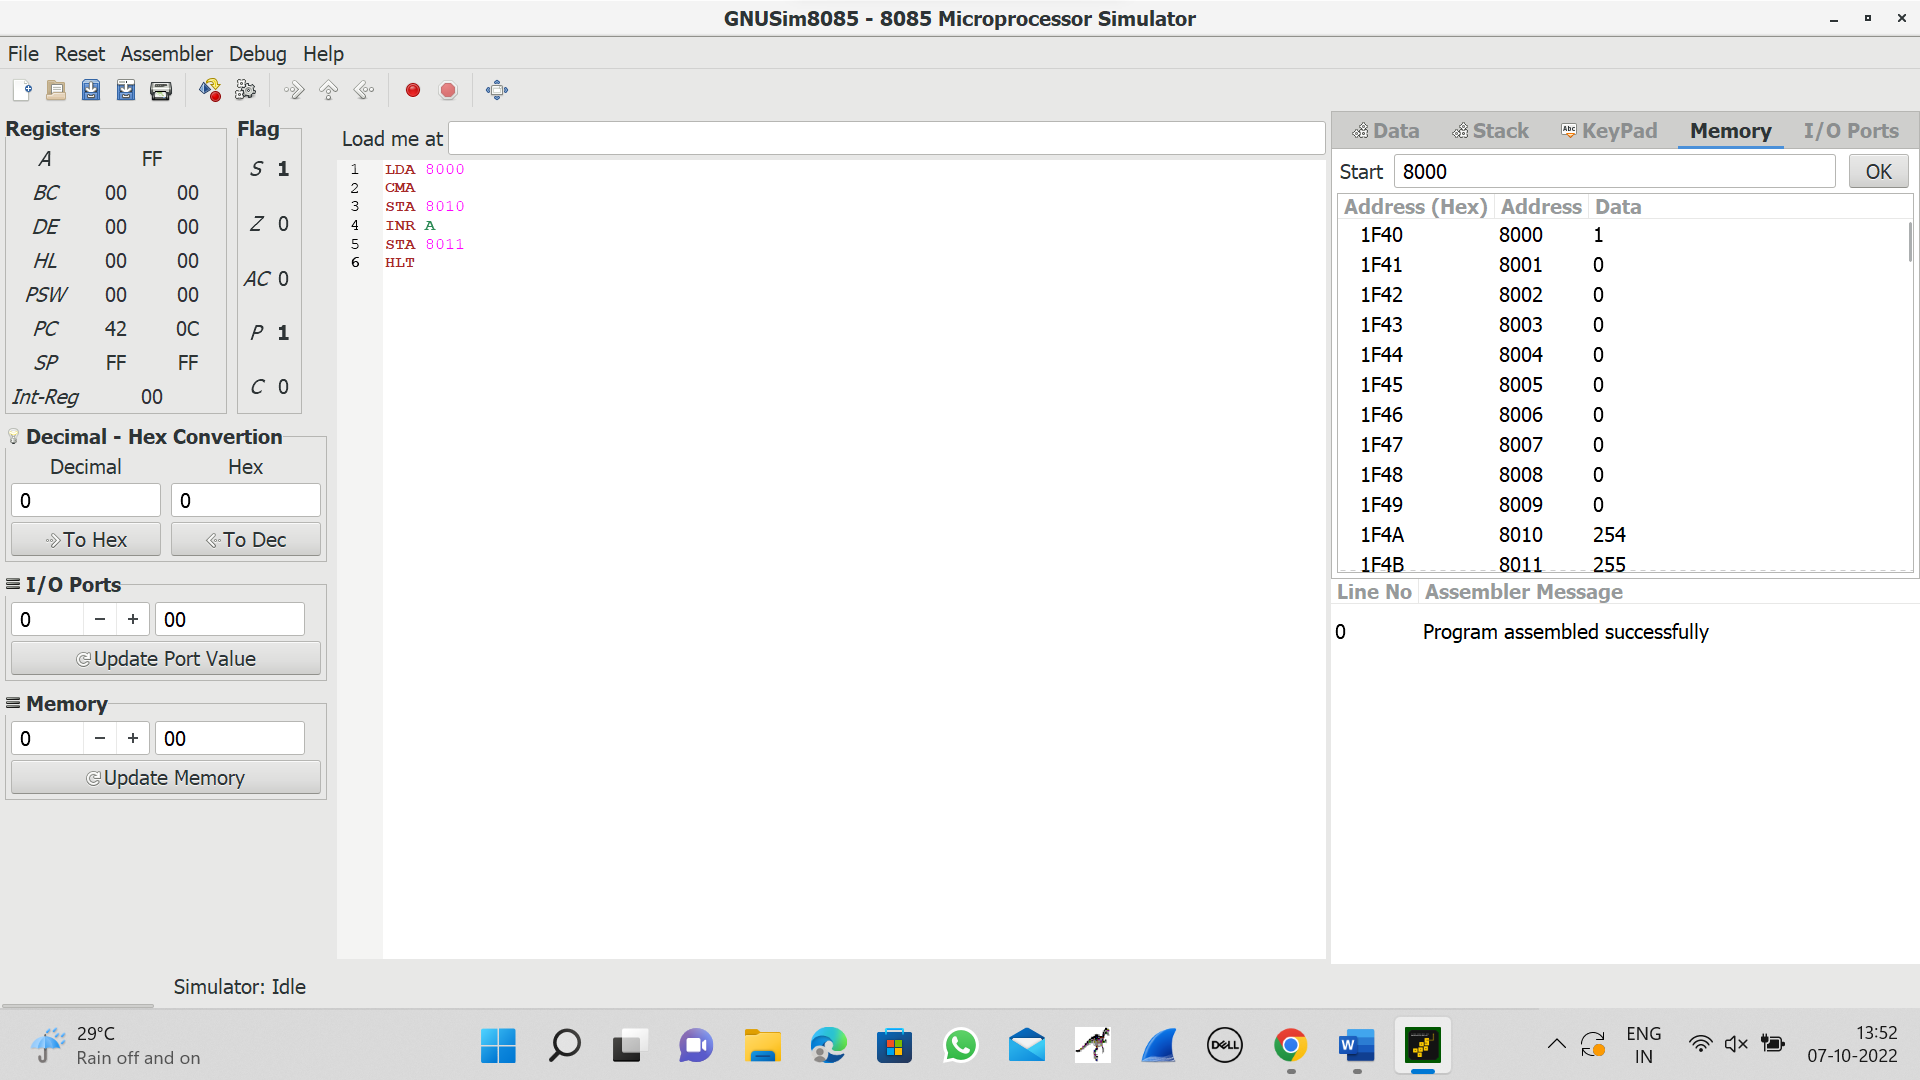 GNUSim8085 - 8085 Microprocessor Simulator
File Reset Assembler Debug Help
Registers
A FF
BC 00 00
DE 00 00
HL 00 00
PSW 00 00
PC 42 0C
SP FF FF
Int-Reg 00
Flag
S 1
Z 0
AC 0
P 1
C 0
Decimal - Hex Convertion
Decimal Hex
0 0
To Hex To Dec
I/O Ports
0 − + 00
Update Port Value
Memory
0 − + 00
Update Memory
Simulator: Idle
Load me at
1 LDA 8000
2 CMA
3 STA 8010
4 INR A
5 STA 8011
6 HLT
Data Stack Abc KeyPad Memory I/O Ports
Start 8000 OK
Address (Hex) Address Data
1F40 8000 1
1F41 8001 0
1F42 8002 0
1F43 8003 0
1F44 8004 0
1F45 8005 0
1F46 8006 0
1F47 8007 0
1F48 8008 0
1F49 8009 0
1F4A 8010 254
1F4B 8011 255
Line No Assembler Message
0 Program assembled successfully
29°C
Rain off and on
DELL
W
ENG
IN
13:52
07-10-2022